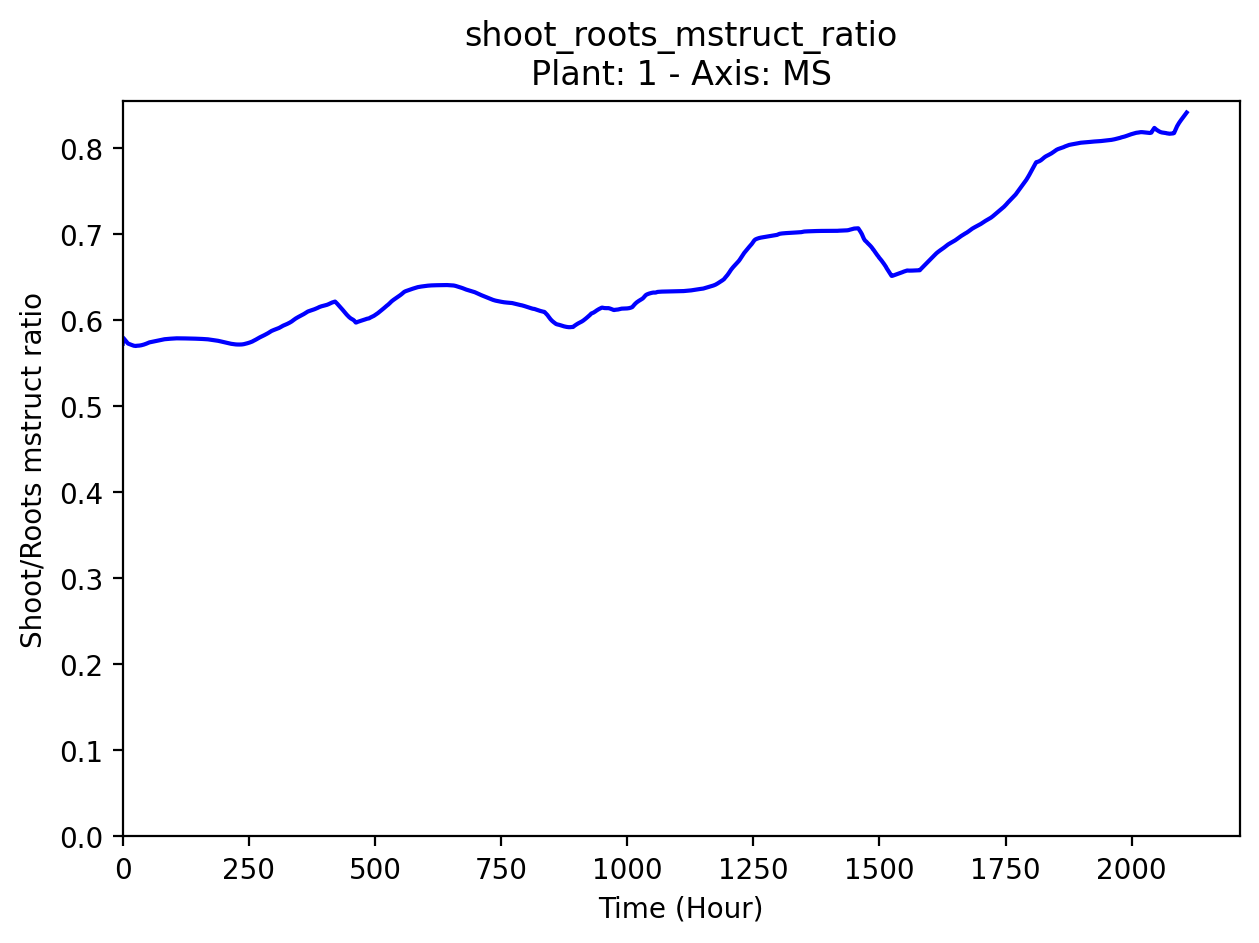 shoot_roots_mstruct_ratio
Plant: 1 - Axis: MS
Shoot/Roots mstruct ratio
0.8
0.7
0.6
0.5
0.4
0.3
0.2
0.1
0.0
0 250 500 750 1000 1250 1500 1750 2000
Time (Hour)